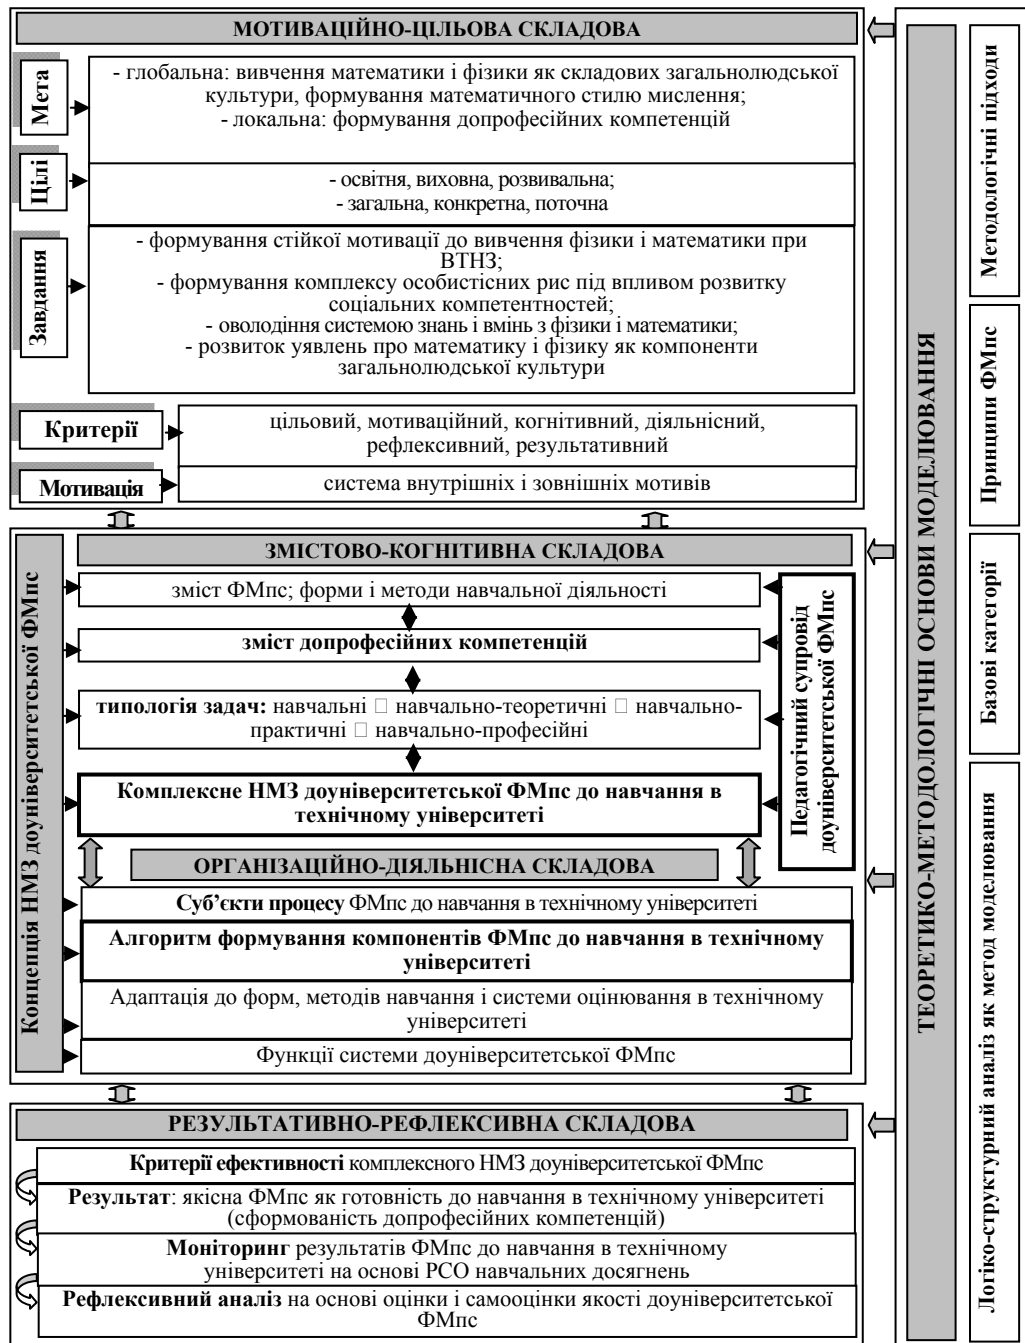 МОТИВАЦІЙНО-ЦІЛЬОВА СКЛАДОВА
Мета
- глобальна: вивчення математики і фізики як складових загальнолюдської
культури, формування математичного стилю мислення;
- локальна: формування допрофесійних компетенцій
Цілі
- освітня, виховна, розвивальна;
- загальна, конкретна, поточна
Завдання
- формування стійкої мотивації до вивчення фізики і математики при
ВТНЗ;
- формування комплексу особистісних рис під впливом розвитку
соціальних компетентностей;
- оволодіння системою знань і вмінь з фізики і математики;
- розвиток уявлень про математику і фізику як компоненти
загальнолюдської культури
Критерії
цільовий, мотиваційний, когнітивний, діяльнісний,
рефлексивний, результативний
Мотивація
система внутрішніх і зовнішніх мотивів
Концепція НМЗ доуніверситетської ФМпс
ЗМІСТОВО-КОГНІТИВНА СКЛАДОВА
зміст ФМпс; форми і методи навчальної діяльності
зміст допрофесійних компетенцій
типологія задач: навчальні □ навчально-теоретичні □ навчально-
практичні □ навчально-професійні
Комплексне НМЗ доуніверситетської ФМпс до навчання в
технічному університеті
Педагогічний супровід
доуніверситетської ФМпс
ОРГАНІЗАЦІЙНО-ДІЯЛЬНІСНА СКЛАДОВА
Суб’єкти процесу ФМпс до навчання в технічному університеті
Алгоритм формування компонентів ФМпс до навчання в технічному
університеті
Адаптація до форм, методів навчання і системи оцінювання в технічному
університеті
Функції системи доуніверситетської ФМпс
РЕЗУЛЬТАТИВНО-РЕФЛЕКСИВНА СКЛАДОВА
Критерії ефективності комплексного НМЗ доуніверситетської ФМпс
Результат: якісна ФМпс як готовність до навчання в технічному університеті
(сформованість допрофесійних компетенцій)
Моніторинг результатів ФМпс до навчання в технічному
університеті на основі РСО навчальних досягнень
Рефлексивний аналіз на основі оцінки і самооцінки якості доуніверситетської
ФМпс
ТЕОРЕТИКО-МЕТОДОЛОГІЧНІ ОСНОВИ МОДЕЛЮВАННЯ
Методологічні підходи
Принципи ФМпс
Базові категорії
Логіко-структурний аналіз як метод моделювання